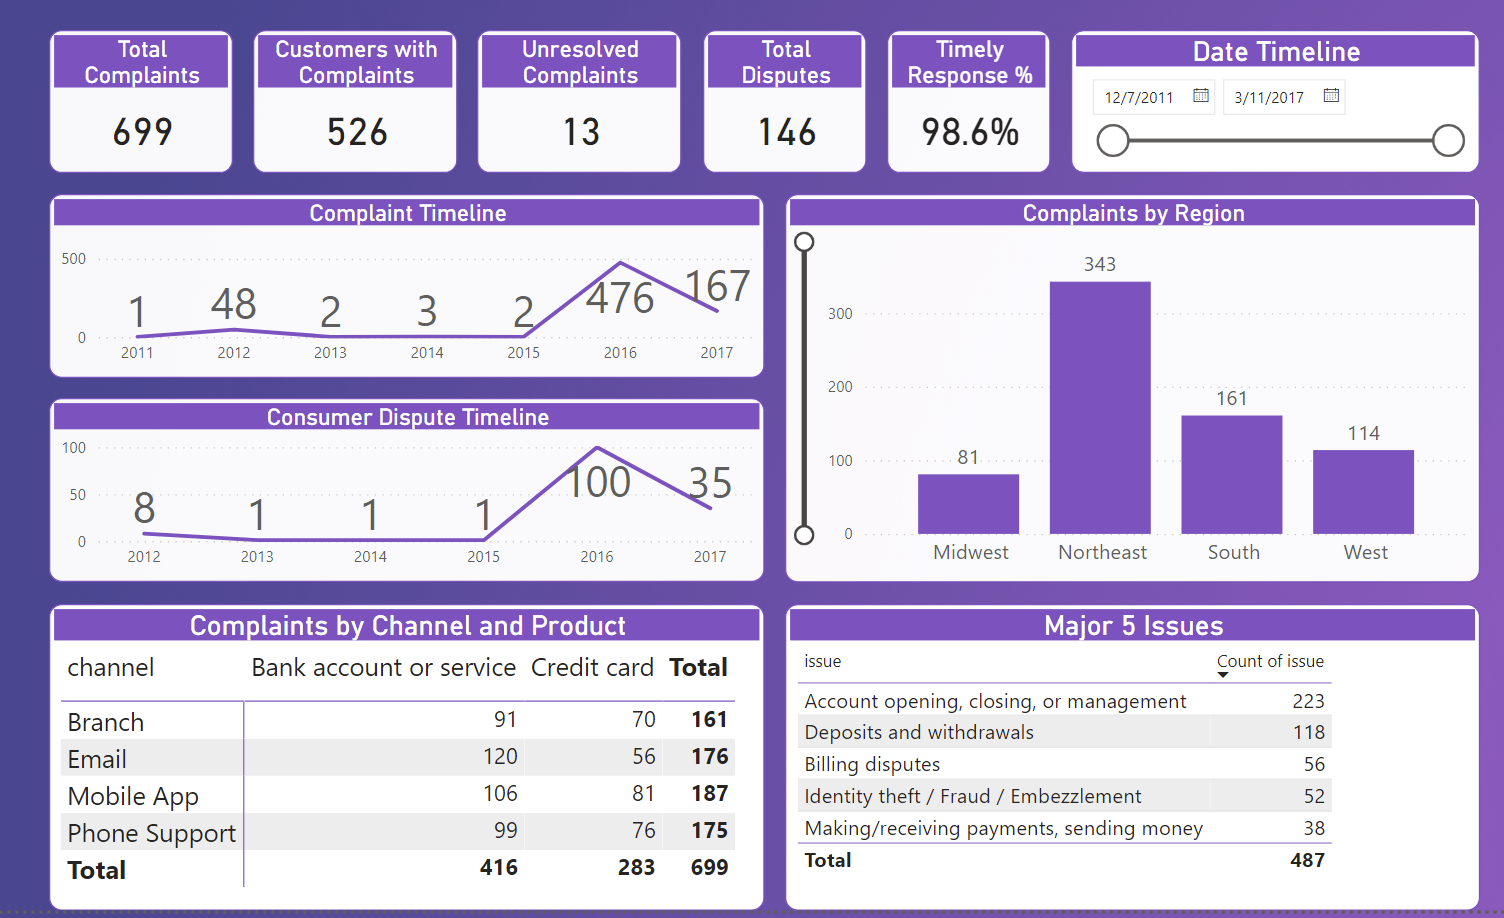 Total
Complaints
699
Customers with
Complaints
526
Unresolved
Complaints
13
Total
Disputes
146
Timely
Response %
98.6%
Date Timeline
12/7/2011 3/11/2017
Complaint Timeline
500
0
1 48 2 3 2 476 167
2011 2012 2013 2014 2015 2016 2017
Consumer Dispute Timeline
100
50
0
8 1 1 1 100 35
2012 2013 2014 2015 2016 2017
Complaints by Region
300
200
100
0
81 343 161 114
Midwest Northeast South West
Complaints by Channel and Product
channel Bank account or service Credit card Total
Branch 91 70 161
Email 120 56 176
Mobile App 106 81 187
Phone Support 99 76 175
Total 416 283 699
Major 5 Issues
issue Count of issue
Account opening, closing, or management 223
Deposits and withdrawals 118
Billing disputes 56
Identity theft / Fraud / Embezzlement 52
Making/receiving payments, sending money 38
Total 487